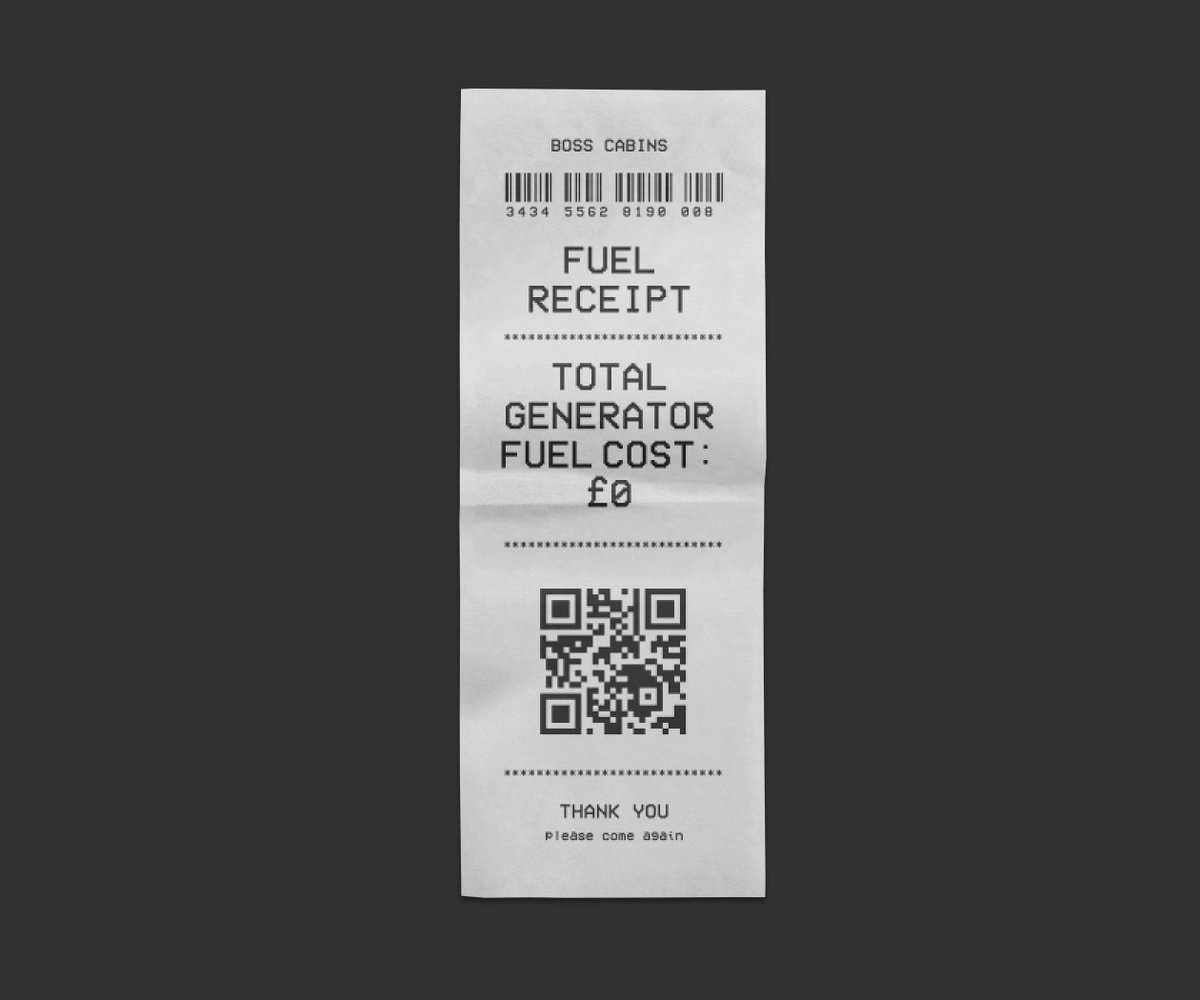 BOSS CABINS
3434 5562 8190 008
FUEL
RECEIPT
***************************
TOTAL
GENERATOR
FUEL COST:
£0
***************************
***************************
THANK YOU
please come again